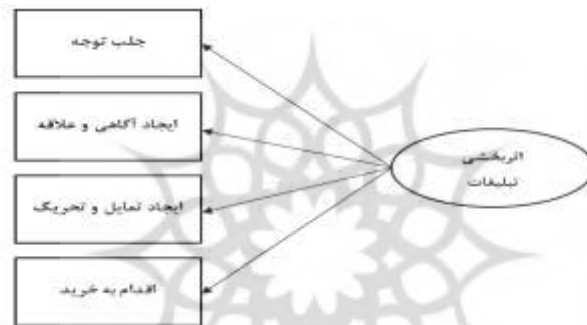 جلب توجه
ایجاد آگاهی و علاقه
ایجاد تمایل و تحریک
اقدام به خرید
اثربخشی
تبلیغات